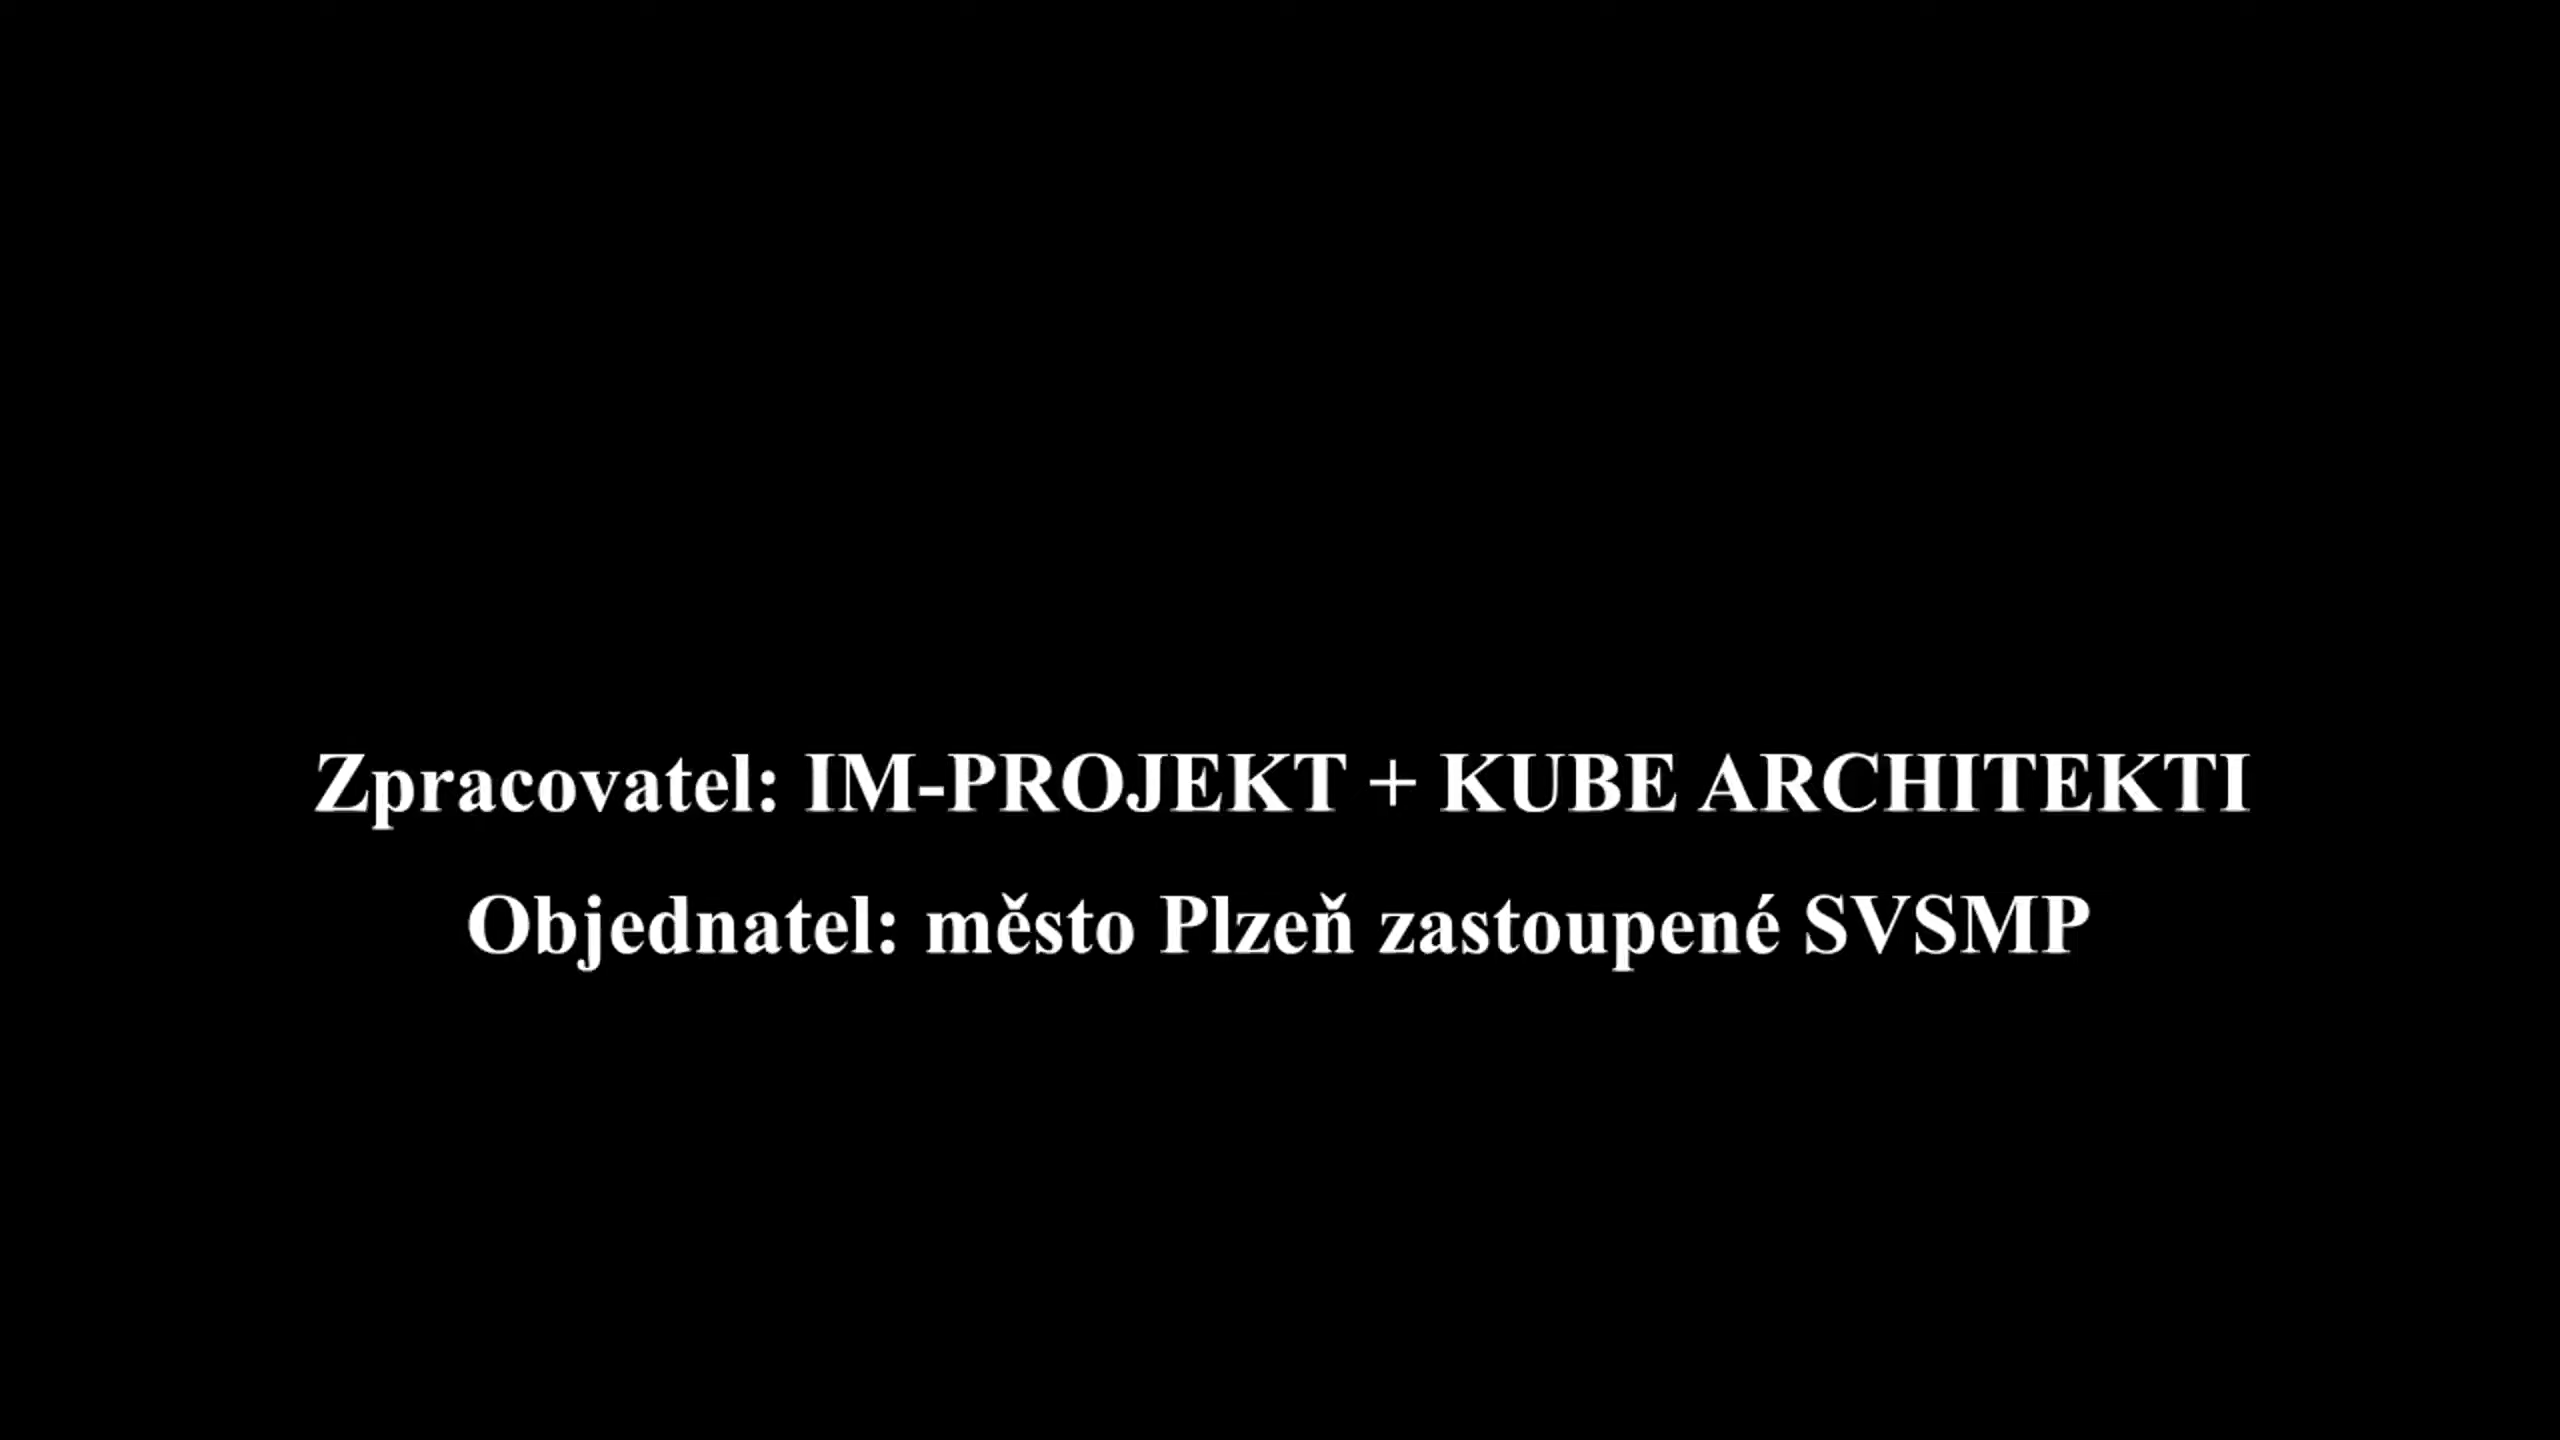 Zpracovatel: IM-PROJEKT + KUBE ARCHITEKTI
Objednatel: město Plzeň zastoupené SVSMP